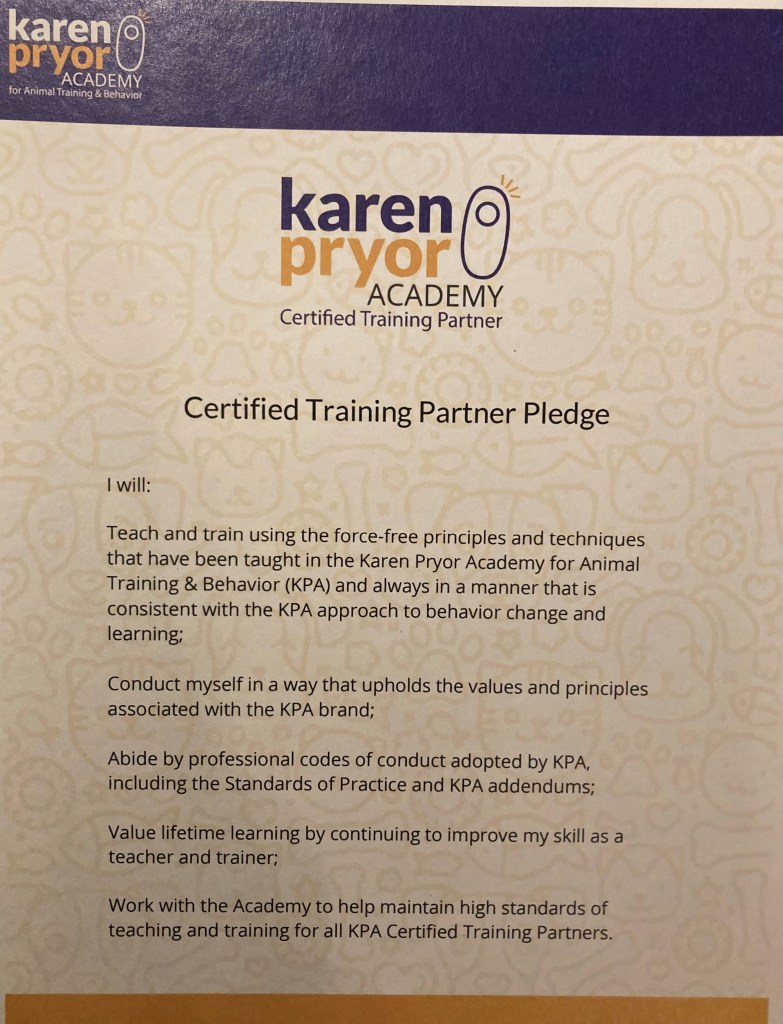 karen
pryor
ACADEMY
for Animal Training & Behavior
karen
pryor
ACADEMY
Certified Training Partner
Certified Training Partner Pledge
I will:
Teach and train using the force-free principles and techniques
that have been taught in the Karen Pryor Academy for Animal
Training & Behavior (KPA) and always in a manner that is
consistent with the KPA approach to behavior change and
learning;
Conduct myself in a way that upholds the values and principles
associated with the KPA brand;
Abide by professional codes of conduct adopted by KPA,
including the Standards of Practice and KPA addendums;
Value lifetime learning by continuing to improve my skill as a
teacher and trainer;
Work with the Academy to help maintain high standards of
teaching and training for all KPA Certified Training Partners.